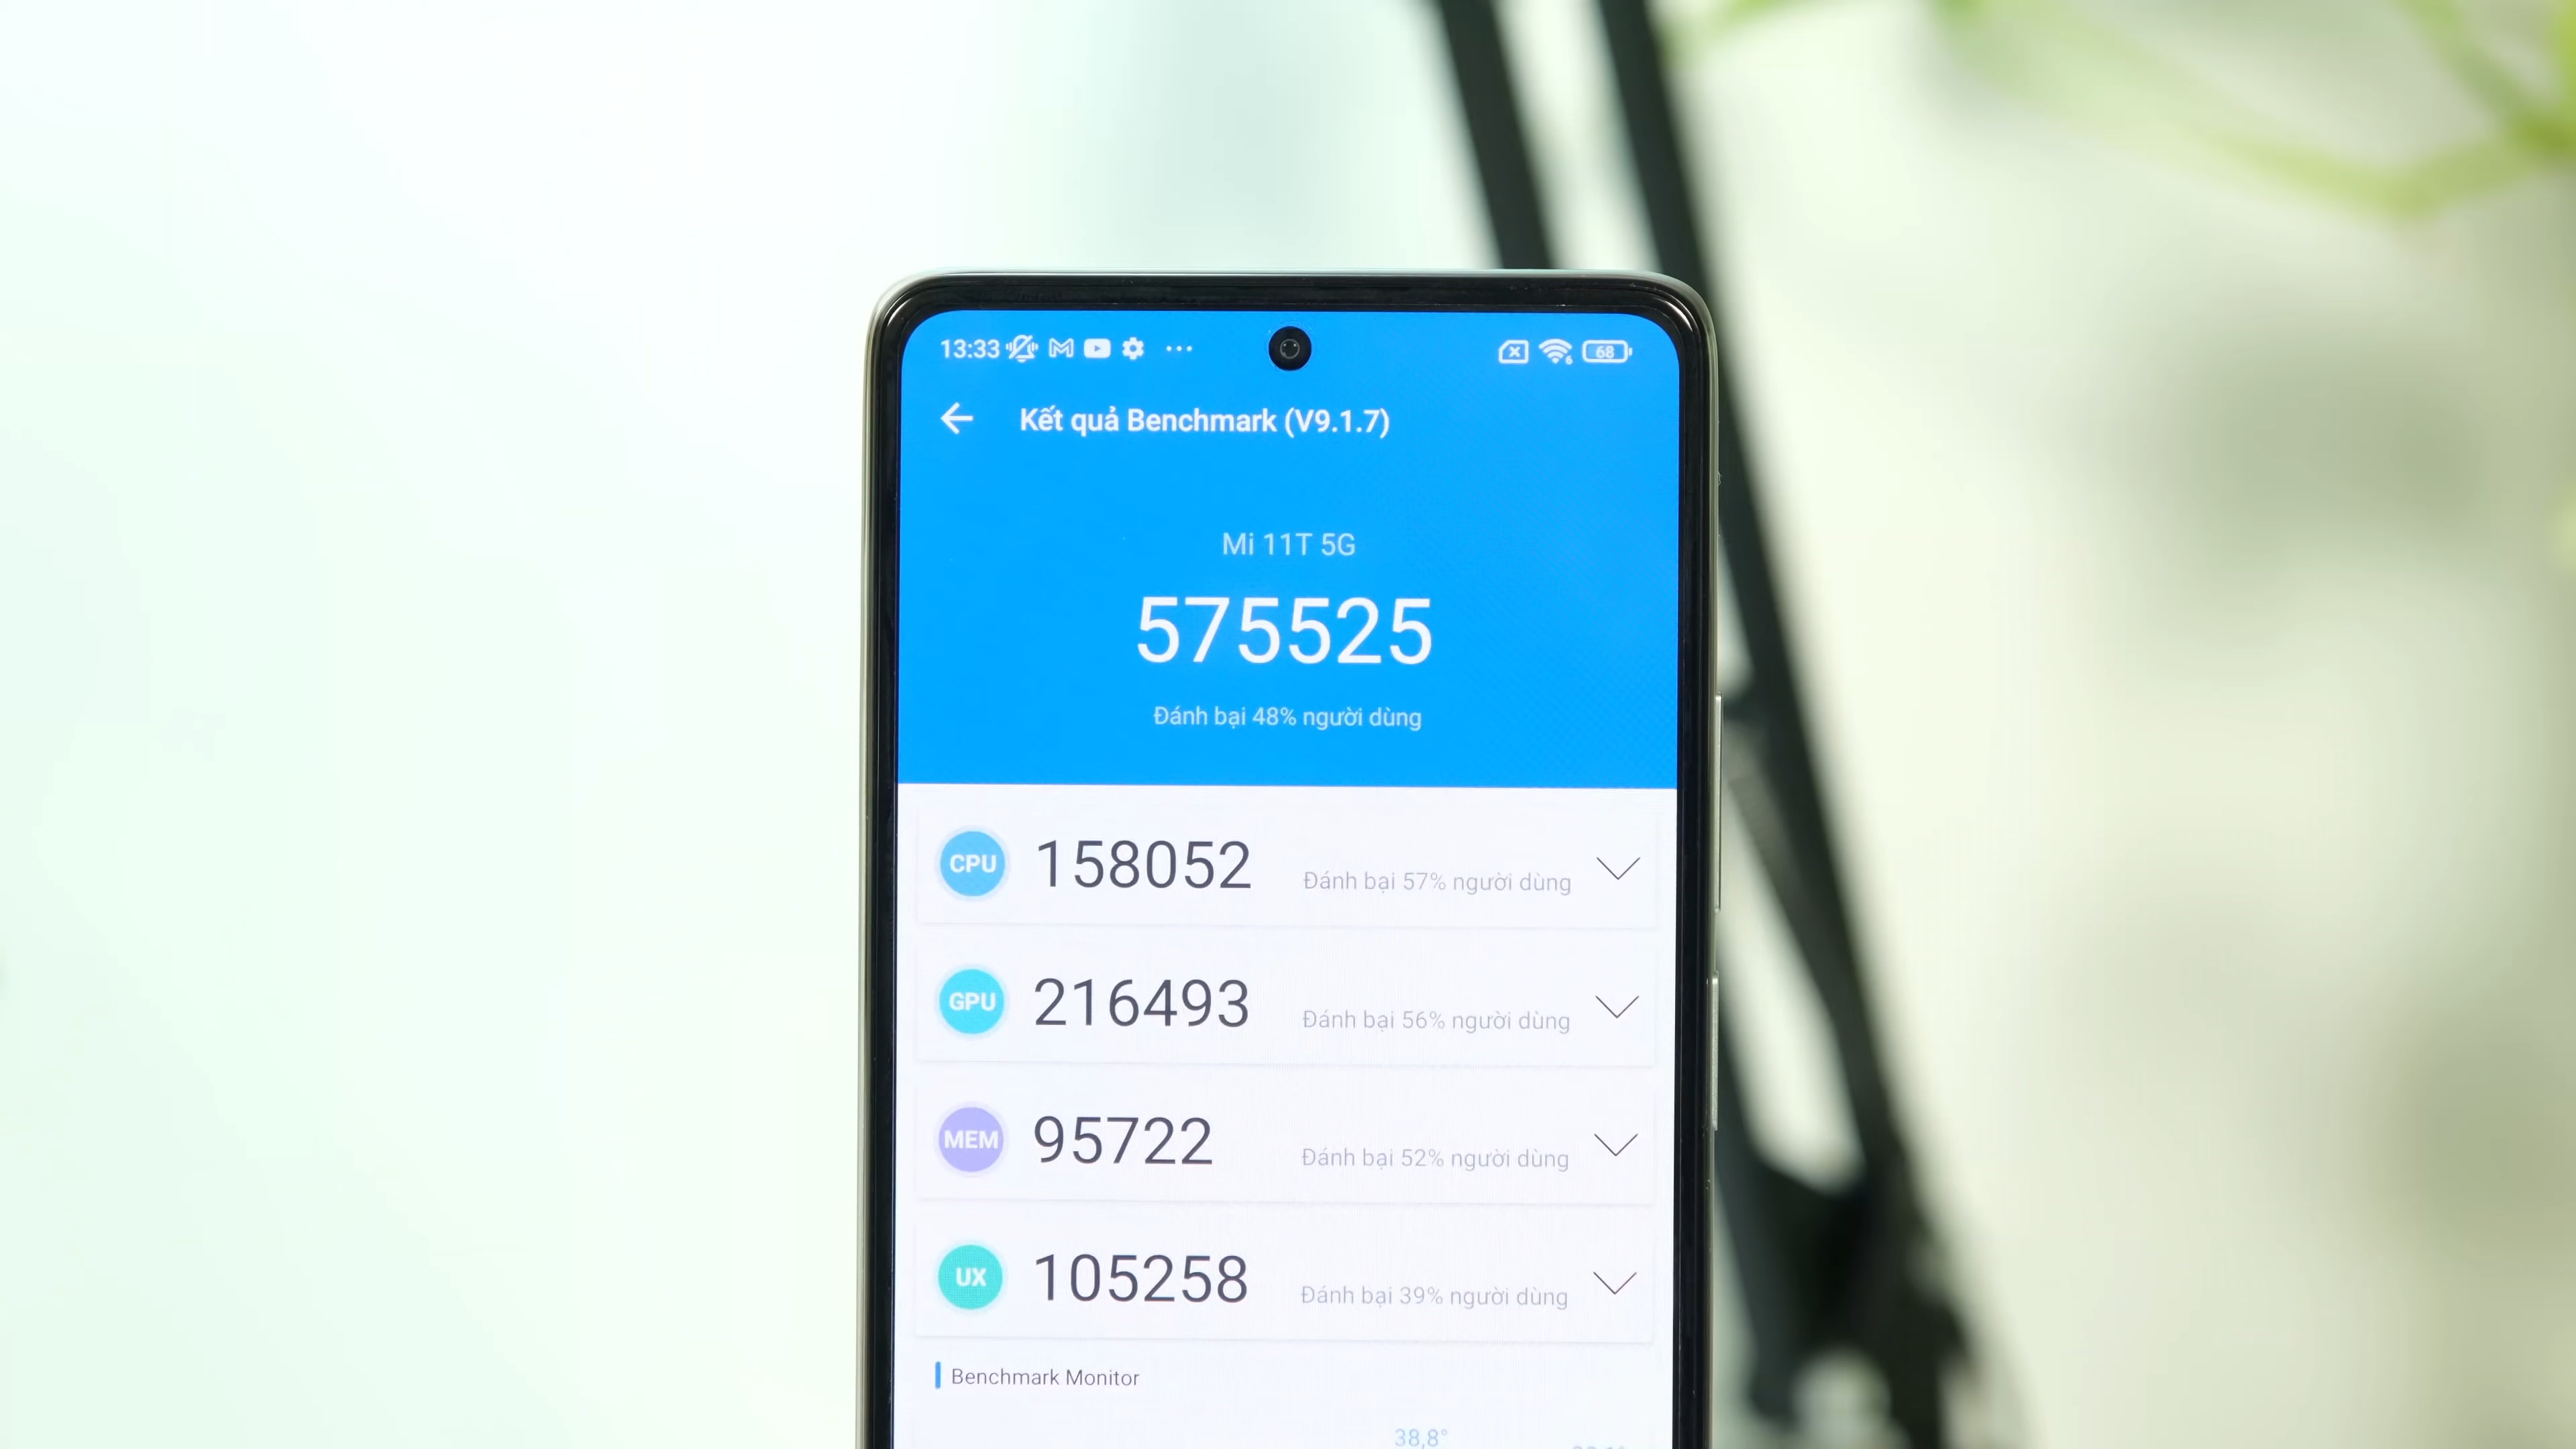 13:33 68
Kết quả Benchmark (V9.1.7)
Mi 11T 5G
575525
Đánh bại 48% người dùng
CPU 158052 Đánh bại 57% người dùng
GPU 216493 Đánh bại 56% người dùng
MEM 95722 Đánh bại 52% người dùng
UX 105258 Đánh bại 39% người dùng
Benchmark Monitor
38,8°